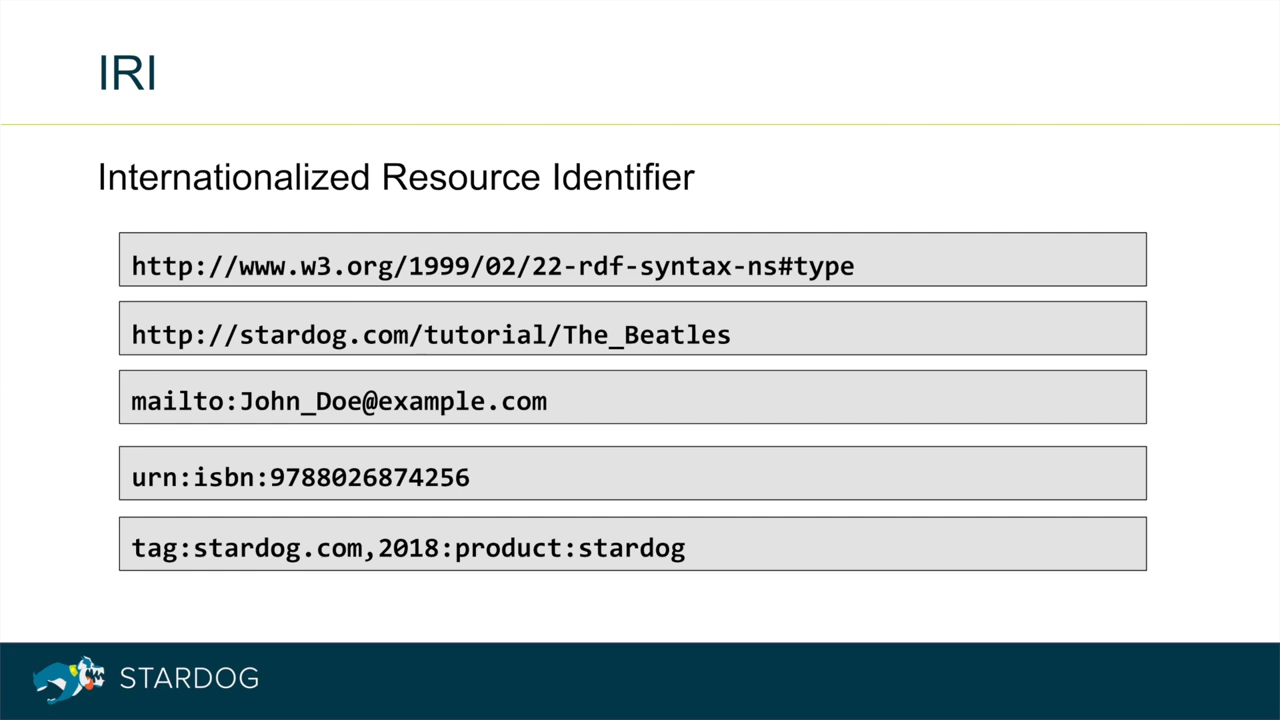 IRI
Internationalized Resource Identifier
http://www.w3.org/1999/02/22-rdf-syntax-ns#type
http://stardog.com/tutorial/The_Beatles
mailto:John_Doe@example.com
urn:isbn:9788026874256
tag:stardog.com,2018:product:stardog
STARDOG